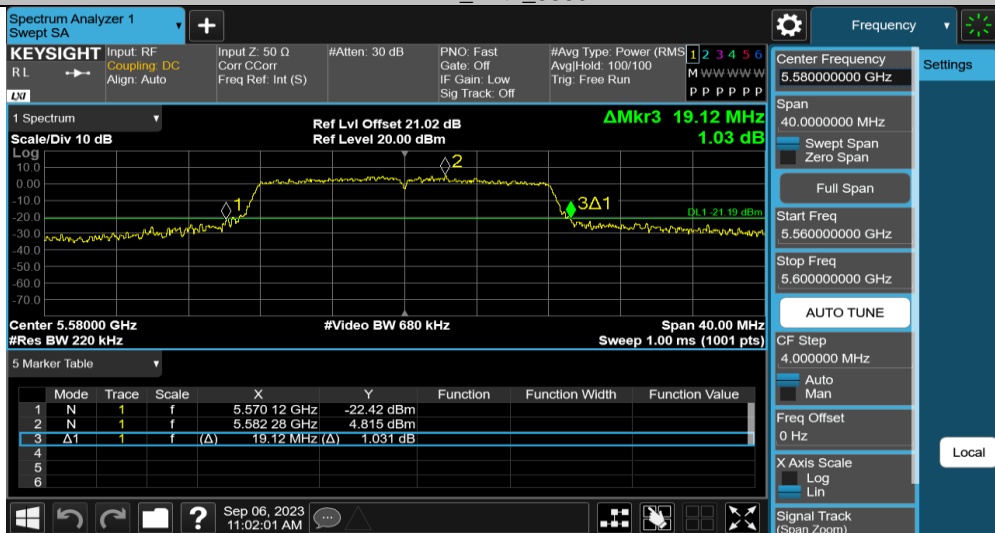 Spectrum Analyzer 1
Swept SA
Frequency
KEYSIGHT
RL
LXI
Input: RF
Coupling: DC
Align: Auto
Input Z: 50 Ω
Corr CCorr
Freq Ref: Int (S)
#Atten: 30 dB
PNO: Fast
Gate: Off
IF Gain: Low
Sig Track: Off
#Avg Type: Power (RMS
Avg|Hold: 100/100
Trig: Free Run
1 2 3 4 5 6
M W W W W W
P P P P P P
Center Frequency
5.580000000 GHz
Settings
1 Spectrum
Scale/Div 10 dB
Ref Lvl Offset 21.02 dB
Ref Level 20.00 dBm
ΔMkr3 19.12 MHz
1.03 dB
Log
10.0
0.00
-10.0
-20.0
-30.0
-40.0
-50.0
-60.0
-70.0
1
2
3Δ1
DL1 -21.19 dBm
Center 5.58000 GHz
#Video BW 680 kHz
Span 40.00 MHz
#Res BW 220 kHz
Sweep 1.00 ms (1001 pts)
Span
40.0000000 MHz
Swept Span
Zero Span
Full Span
Start Freq
5.560000000 GHz
Stop Freq
5.600000000 GHz
AUTO TUNE
CF Step
4.000000 MHz
Auto
Man
Freq Offset
0 Hz
X Axis Scale
Log
Lin
Signal Track
(Span Zoom)
Local
5 Marker Table
Mode Trace Scale X Y Function Function Width Function Value
1 N 1 f 5.570 12 GHz -22.42 dBm
2 N 1 f 5.582 28 GHz 4.815 dBm
3 Δ1 1 f (Δ) 19.12 MHz (Δ) 1.031 dB
4
5
6
?
Sep 06, 2023
11:02:01 AM